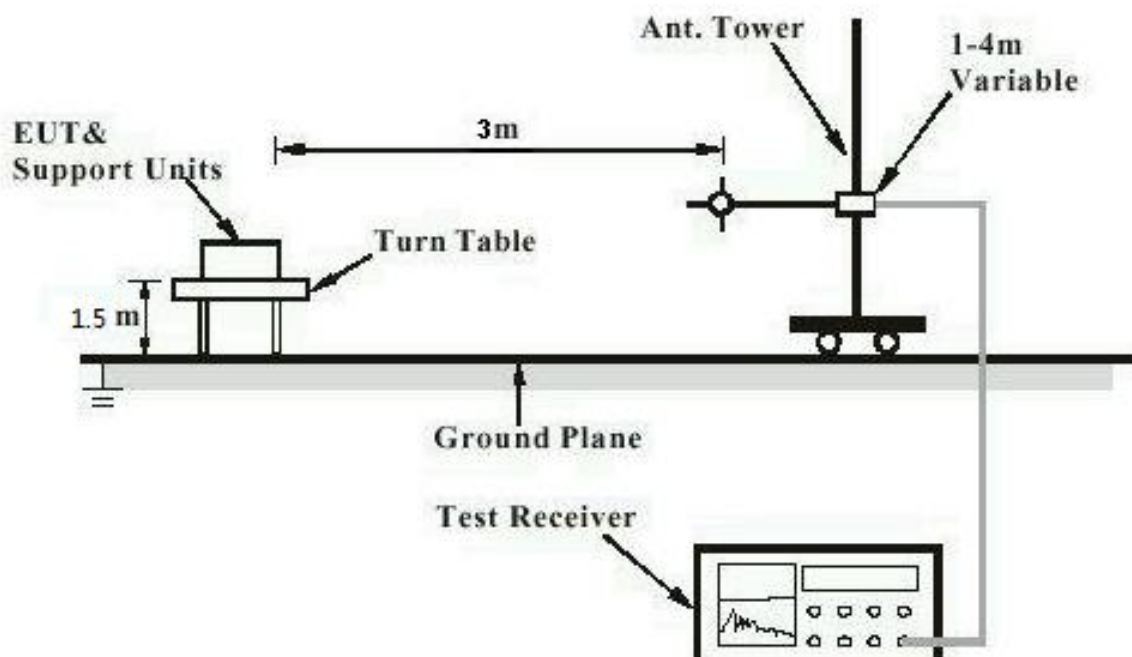 Ant. Tower
1-4m
Variable
EUT&
Support Units
3m
Turn Table
1.5 m
Ground Plane
Test Receiver